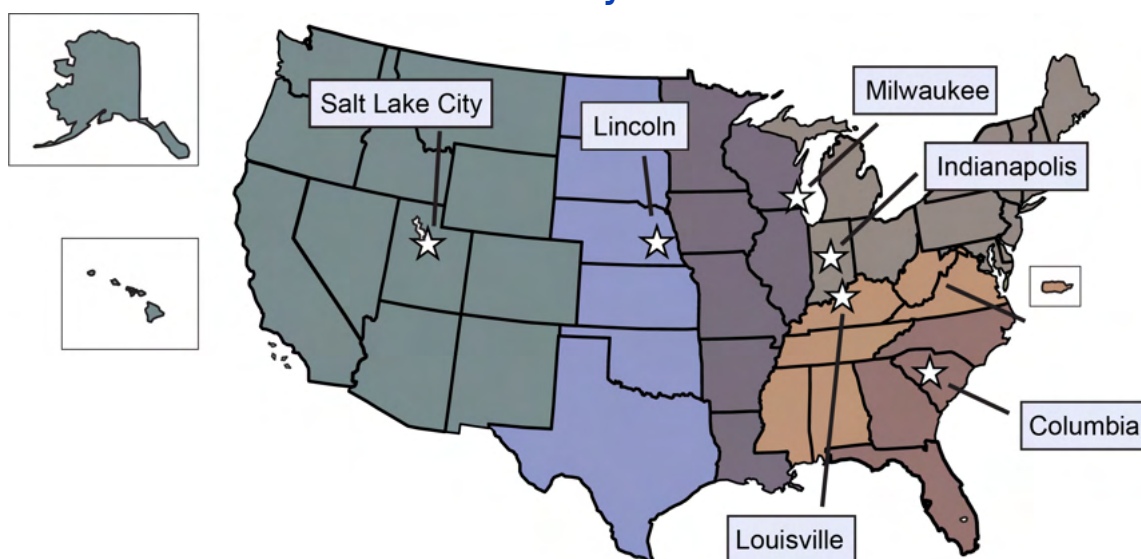 Milwaukee
Salt Lake City
Lincoln
Indianapolis
Columbia
Louisville